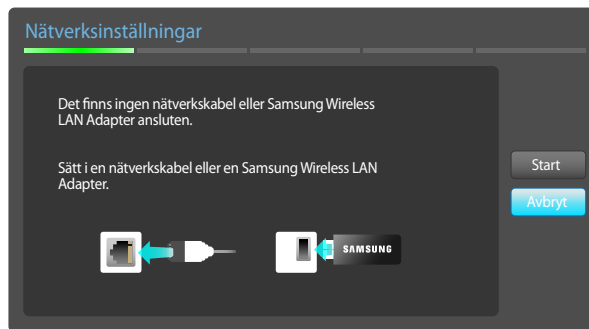 Nätverksinställningar
Det finns ingen nätverkskabel eller Samsung Wireless
LAN Adapter ansluten.
Sätt i en nätverkskabel eller en Samsung Wireless LAN
Adapter.
SAMSUNG
Start
Avbryt